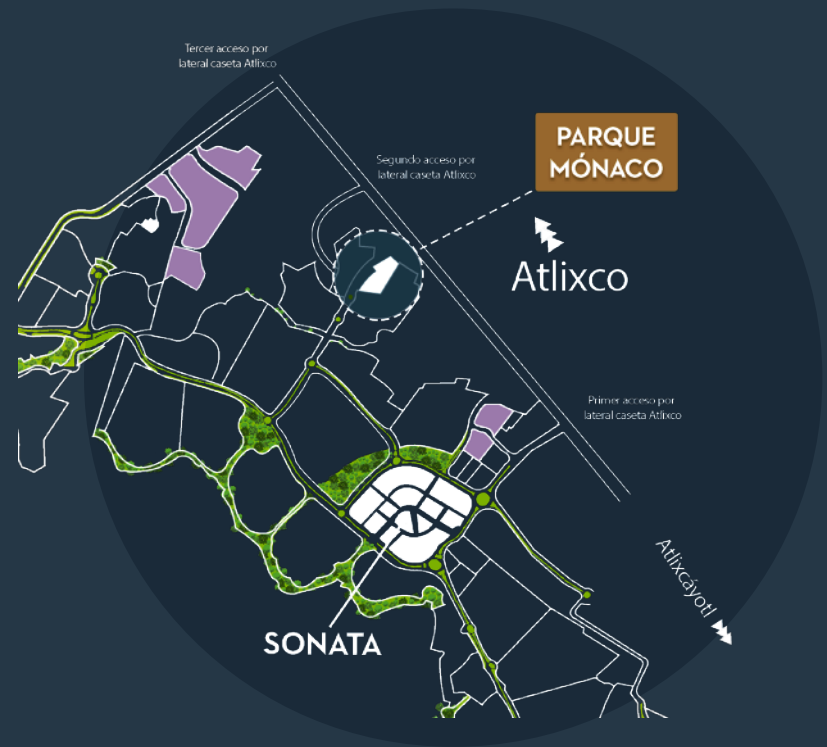 Tercer acceso por
lateral caseta Atlixco
Segundo acceso por
lateral caseta Atlixco
PARQUE
MÓNACO
Atlixco
Primer acceso por
lateral caseta Atlixco
Atlixcáyotl
SONATA